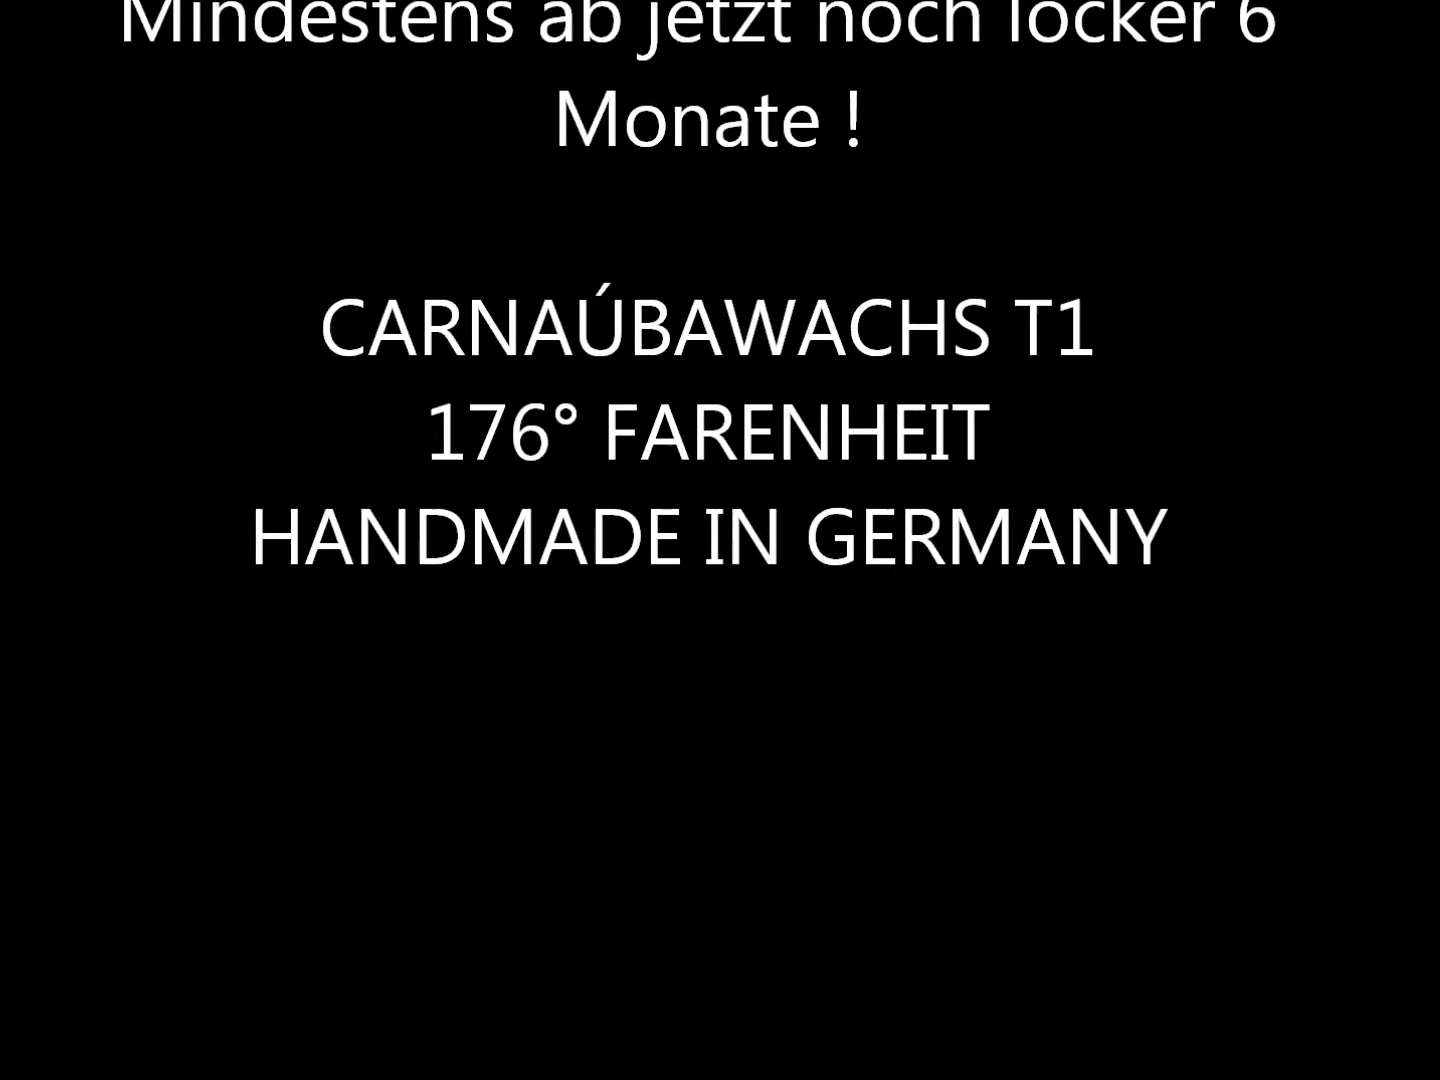 Mindestens ab jetzt noch locker 6
Monate !
CARNAÚBAWACHS T1
176° FARENHEIT
HANDMADE IN GERMANY